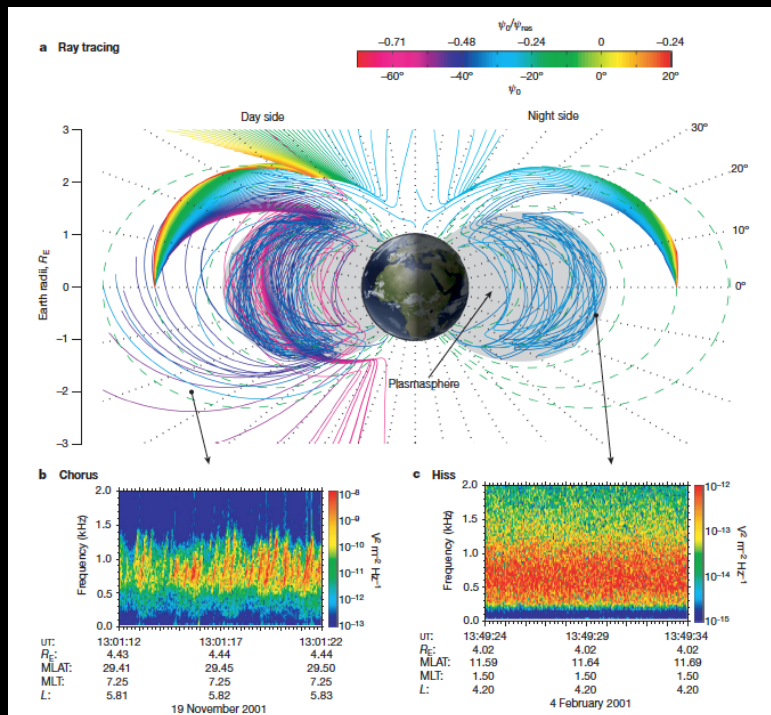 ψ0/ψres
a Ray tracing
−0.71 −0.48 −0.24 0 −0.24
−60° −40° −20° 0° 20°
ψ0
Day side Night side
30°
20°
10°
0°
3
2
1
0
−1
−2
−3
Earth radii, RE
Plasmasphere
b Chorus
2.0
1.5
1.0
0.5
0.0
Frequency (kHz)
10−8
10−9
10−10
10−11
10−12
10−13
V2 m−2 Hz−1
UT: 13:01:12 13:01:17 13:01:22
RE: 4.43 4.44 4.44
MLAT: 29.41 29.45 29.50
MLT: 7.25 7.25 7.25
L: 5.81 5.82 5.83
19 November 2001
c Hiss
2.0
1.5
1.0
0.5
0.0
Frequency (kHz)
10−12
10−13
10−14
10−15
V2 m−2 Hz−1
UT: 13:49:24 13:49:29 13:49:34
RE: 4.02 4.02 4.02
MLAT: 11.59 11.64 11.69
MLT: 1.50 1.50 1.50
L: 4.20 4.20 4.20
4 February 2001